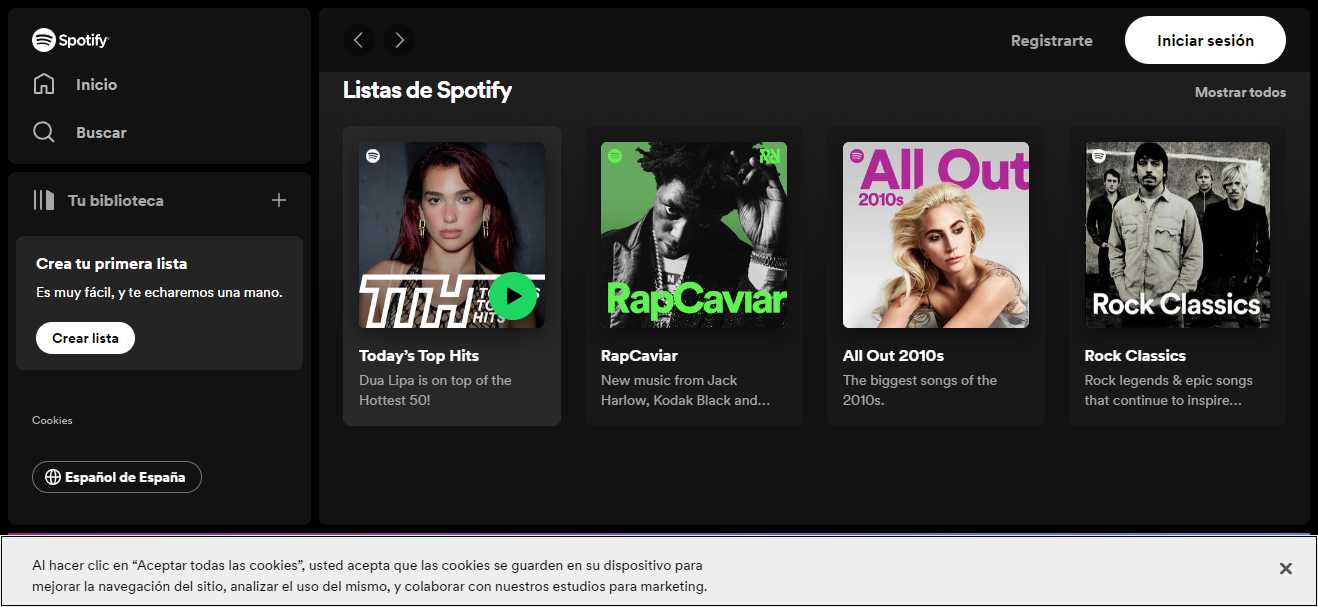 Spotify
Inicio
Buscar
Tu biblioteca
Crea tu primera lista
Es muy fácil, y te echaremos una mano.
Crear lista
Cookies
Español de España
Registrarte
Iniciar sesión
Listas de Spotify
Mostrar todos
TTH
HITS
Today’s Top Hits
Dua Lipa is on top of the
Hottest 50!
RapCaviar
RapCaviar
New music from Jack
Harlow, Kodak Black and...
All Out
2010s
All Out 2010s
The biggest songs of the
2010s.
Rock Classics
Rock Classics
Rock legends & epic songs
that continue to inspire...
Al hacer clic en “Aceptar todas las cookies”, usted acepta que las cookies se guarden en su dispositivo para
mejorar la navegación del sitio, analizar el uso del mismo, y colaborar con nuestros estudios para marketing.